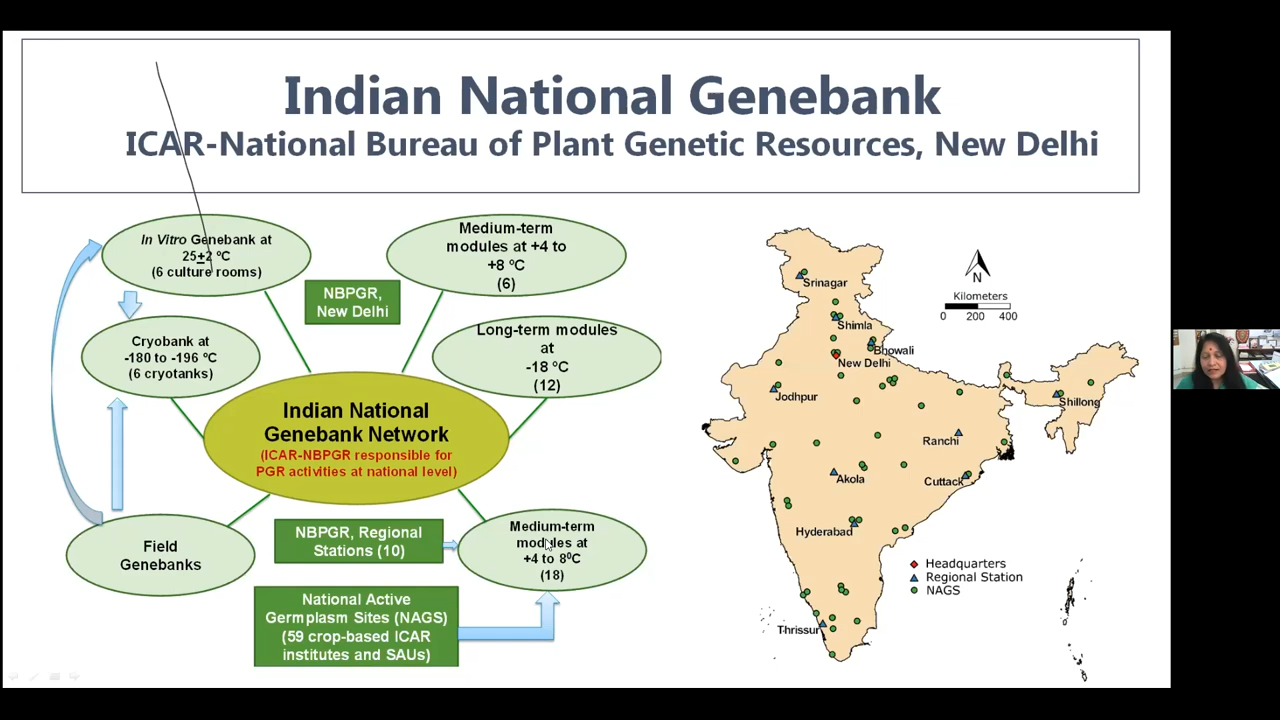 Indian National Genebank
ICAR-National Bureau of Plant Genetic Resources, New Delhi
In Vitro Genebank at
25±2 ºC
(6 culture rooms)
Medium-term
modules at +4 to
+8 ºC
(6)
NBPGR,
New Delhi
Cryobank at
-180 to -196 ºC
(6 cryotanks)
Long-term modules
at
-18 ºC
(12)
Indian National
Genebank Network
(ICAR-NBPGR responsible for
PGR activities at national level)
Field
Genebanks
NBPGR, Regional
Stations (10)
Medium-term
modules at
+4 to 8⁰C
(18)
National Active
Germplasm Sites (NAGS)
(59 crop-based ICAR
institutes and SAUs)
N
Kilometers
0 200 400
Srinagar
Shimla
Bhowali
New Delhi
Jodhpur
Shillong
Ranchi
Akola
Cuttack
Hyderabad
Thrissur
Headquarters
Regional Station
NAGS